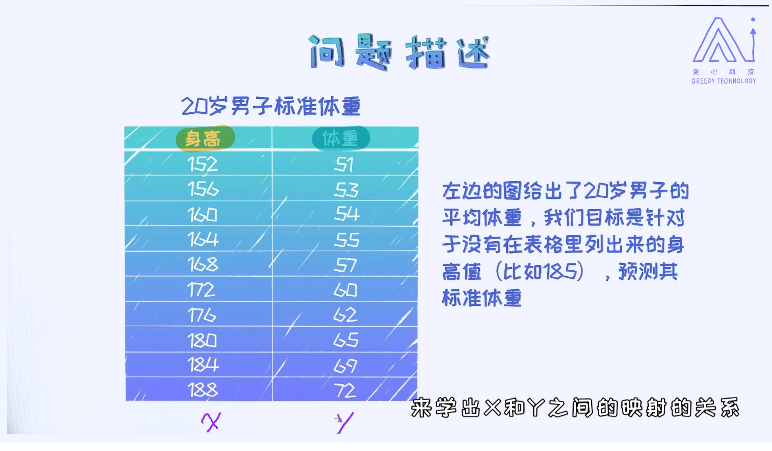 问题描述
贪心科技
GREEDY TECHNOLOGY
20岁男子标准体重
身高 体重
152 51
156 53
160 54
164 55
168 57
172 60
176 62
180 65
184 69
188 72
X Y
左边的图给出了20岁男子的
平均体重，我们目标是针对
于没有在表格里列出来的身
高值（比如185），预测其
标准体重
来学出X和Y之间的映射的关系